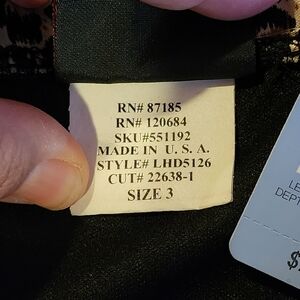 RN# 87185
RN# 120684
SKU#551192
MADE IN U. S. A.
STYLE# LHD5126
CUT# 22638-1
SIZE 3
$